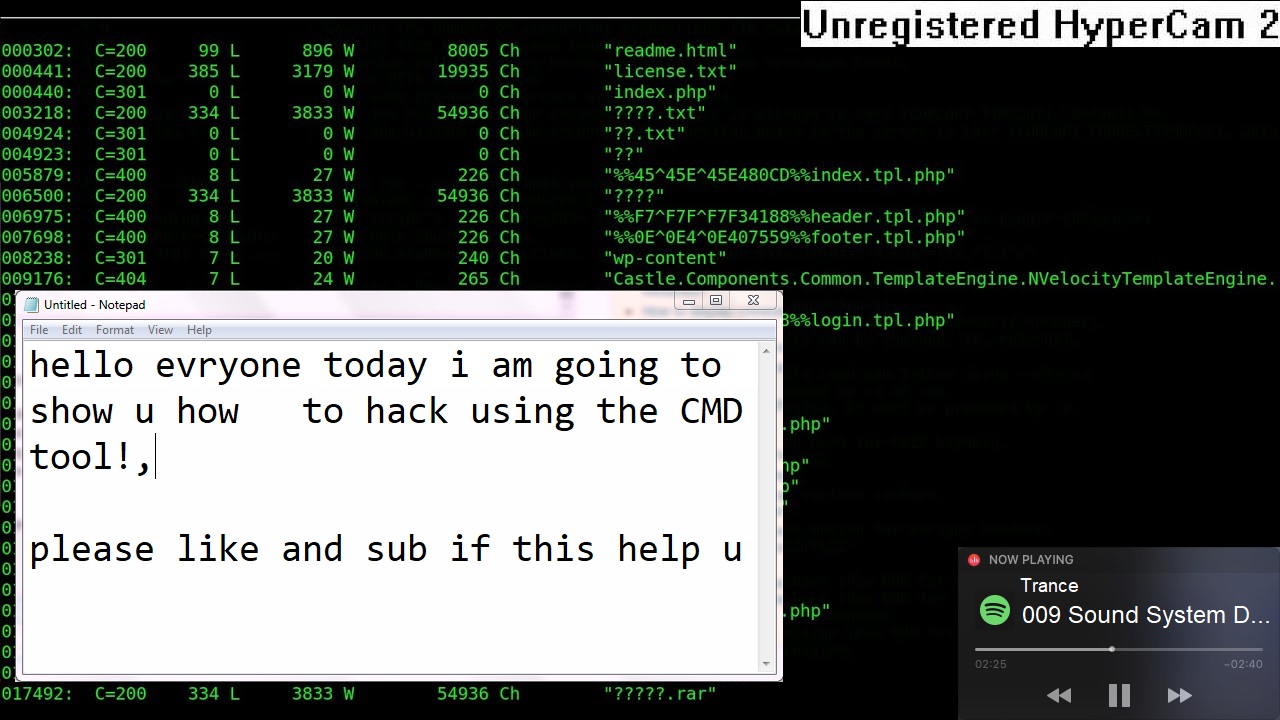 Unregistered HyperCam 2
000302: C=200 99 L 896 W 8005 Ch "readme.html"
000441: C=200 385 L 3179 W 19935 Ch "license.txt"
000440: C=301 0 L 0 W 0 Ch "index.php"
003218: C=200 334 L 3833 W 54936 Ch "????.txt"
004924: C=301 0 L 0 W 0 Ch "??.txt"
004923: C=301 0 L 0 W 0 Ch "??"
005879: C=400 8 L 27 W 226 Ch "%%45^45E^45E480CD%%index.tpl.php"
006500: C=200 334 L 3833 W 54936 Ch "????"
006975: C=400 8 L 27 W 226 Ch "%%F7^F7F^F7F34188%%header.tpl.php"
007698: C=400 8 L 27 W 226 Ch "%%0E^0E4^0E407559%%footer.tpl.php"
008238: C=301 7 L 20 W 240 Ch "wp-content"
009176: C=404 7 L 24 W 265 Ch "Castle.Components.Common.TemplateEngine.NVelocityTemplateEngine.
%%login.tpl.php"
.php"
.php"
Untitled - Notepad
File Edit Format View Help
hello evryone today i am going to
show u how   to hack using the CMD
tool!,
please like and sub if this help u
NOW PLAYING
Trance
009 Sound System D...
02:25 −02:40
017492: C=200 334 L 3833 W 54936 Ch "?????.rar"